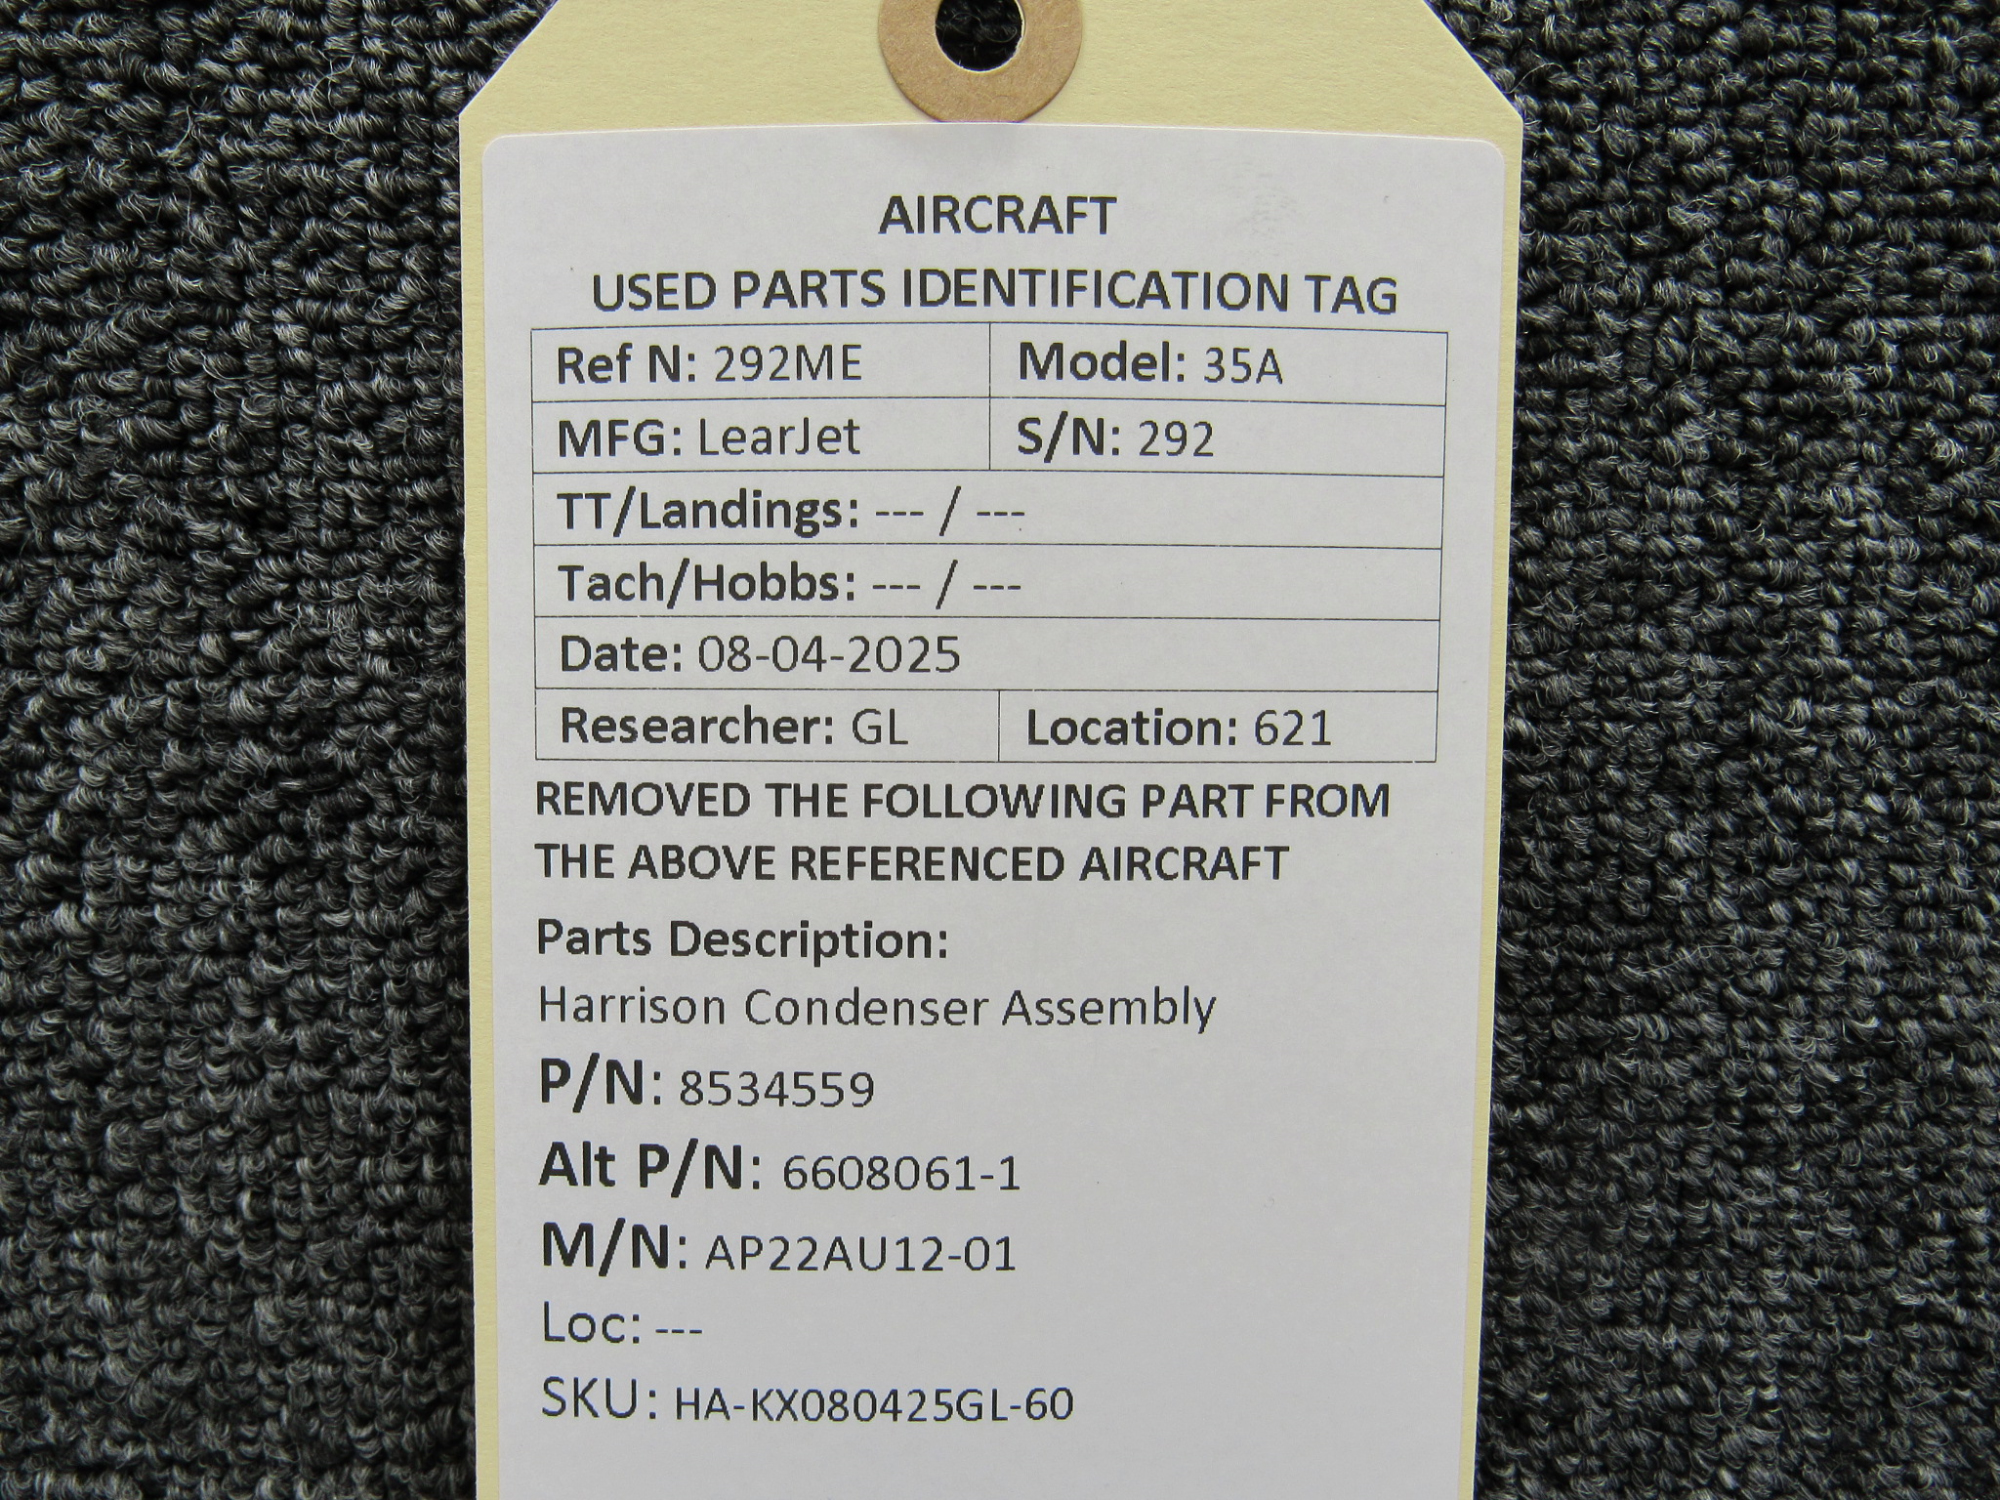 AIRCRAFT
USED PARTS IDENTIFICATION TAG
Ref N: 292ME Model: 35A
MFG: LearJet S/N: 292
TT/Landings: --- / ---
Tach/Hobbs: --- / ---
Date: 08-04-2025
Researcher: GL Location: 621
REMOVED THE FOLLOWING PART FROM
THE ABOVE REFERENCED AIRCRAFT
Parts Description:
Harrison Condenser Assembly
P/N: 8534559
Alt P/N: 6608061-1
M/N: AP22AU12-01
Loc: ---
SKU: HA-KX080425GL-60